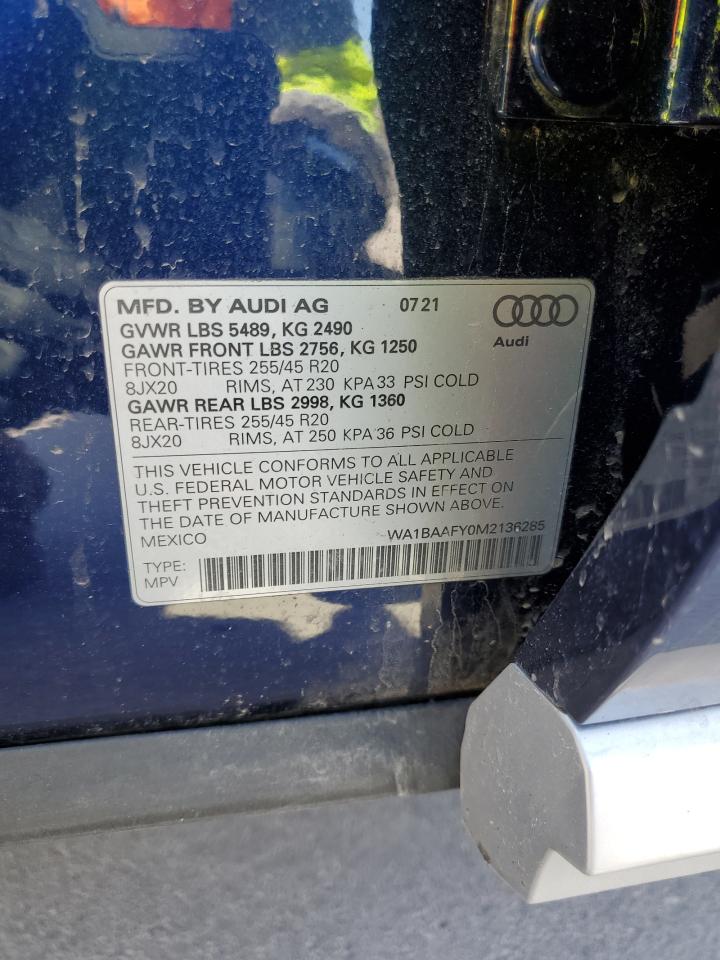 MFD. BY AUDI AG 07 21
GVWR LBS 5489, KG 2490
Audi
GAWR FRONT LBS 2756, KG 1250
FRONT-TIRES 255/45 R20
8JX20 RIMS, AT 230 KPA 33 PSI COLD
GAWR REAR LBS 2998, KG 1360
REAR-TIRES 255/45 R20
8JX20 RIMS, AT 250 KPA 36 PSI COLD
THIS VEHICLE CONFORMS TO ALL APPLICABLE
U.S. FEDERAL MOTOR VEHICLE SAFETY AND
THEFT PREVENTION STANDARDS IN EFFECT ON
THE DATE OF MANUFACTURE SHOWN ABOVE.
MEXICO WA1BAAFY0M2136285
TYPE:
MPV